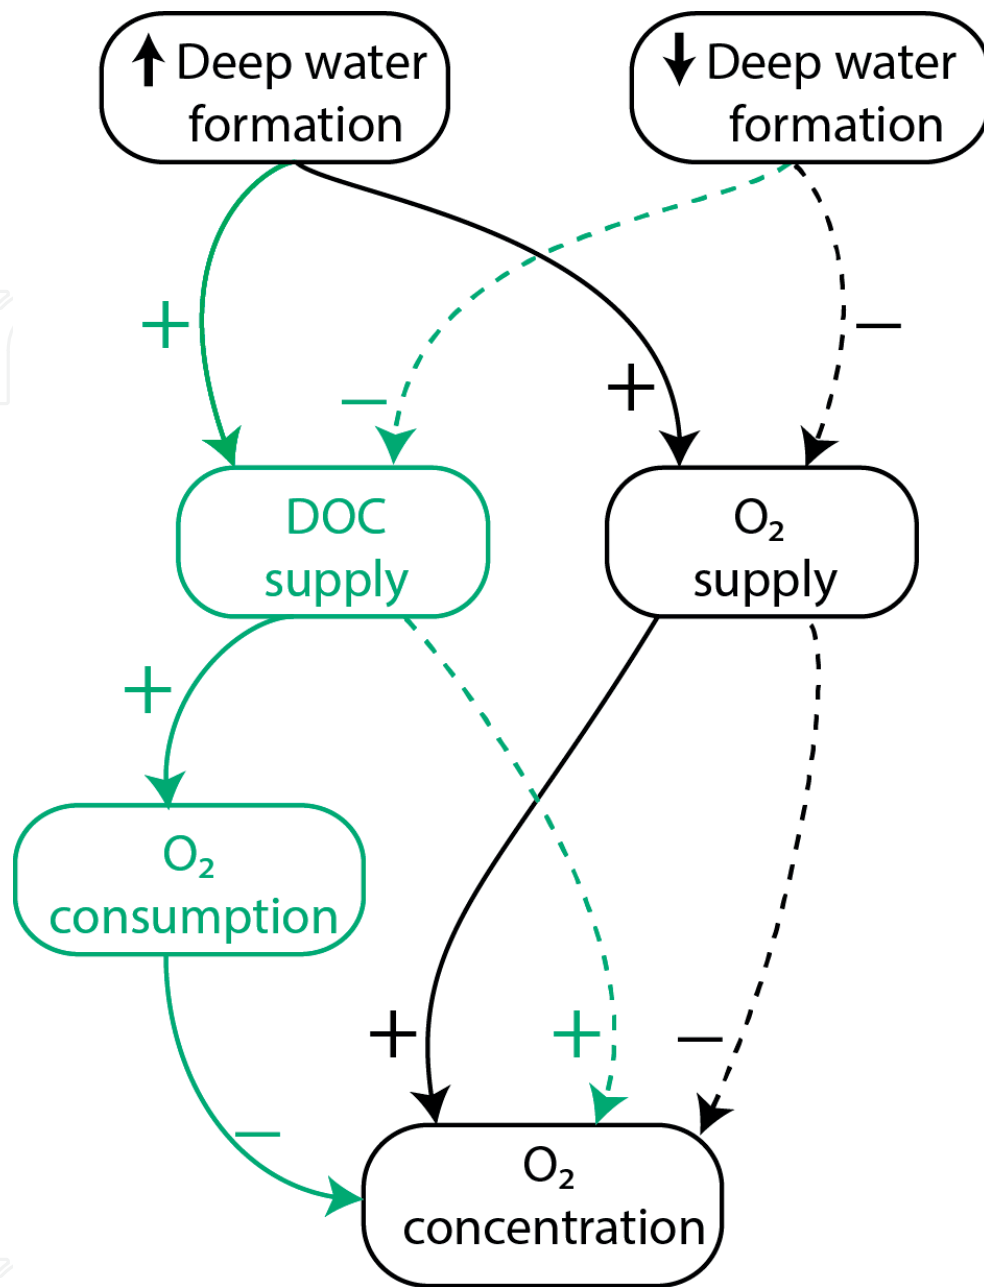 ↑ Deep water
formation
↓ Deep water
formation
+
−
+
−
DOC
supply
O₂
supply
+
O₂
consumption
+
+
−
−
O₂
concentration